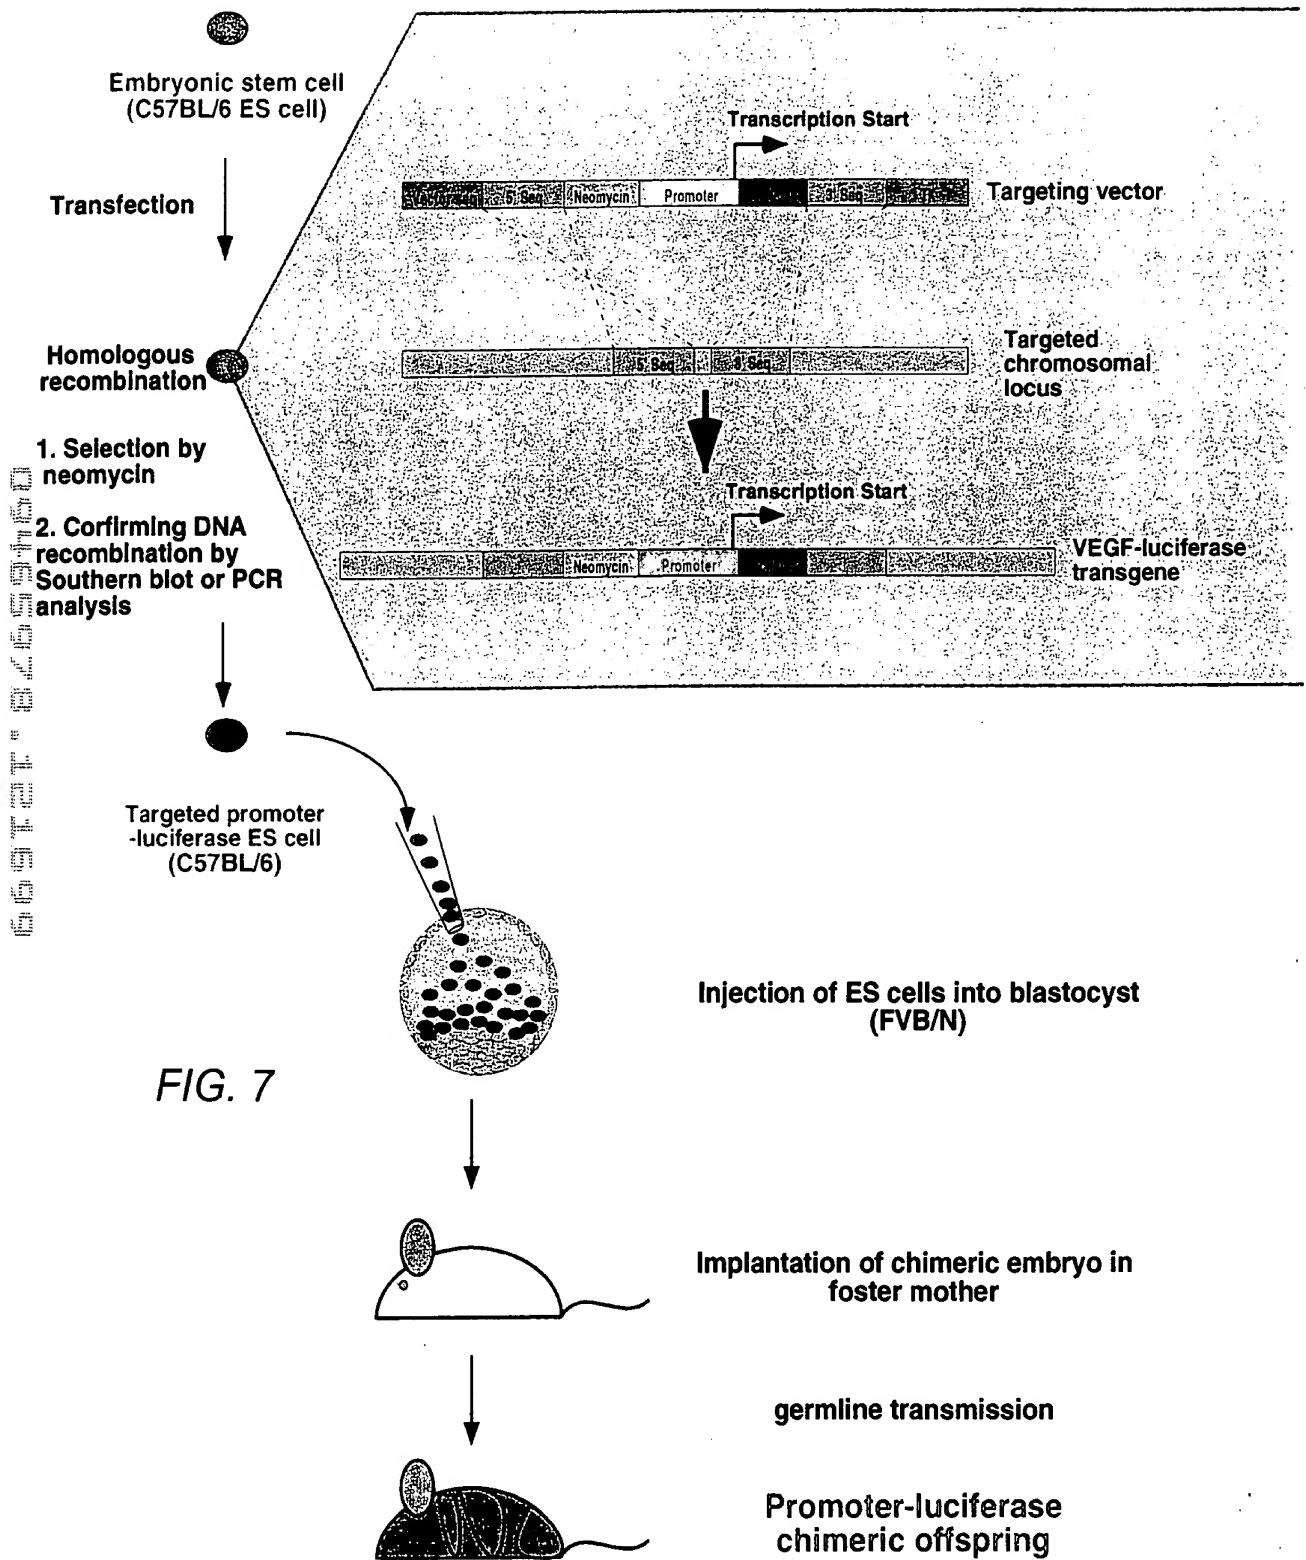 Embryonic stem cell
(C57BL/6 ES cell)
Transcription Start
Transfection
Vector seq
5' Seq
Neomycin
Promoter
3' Seq
Targeting vector
Homologous
recombination
5' Seq
3' Seq
Targeted
chromosomal
locus
1. Selection by
neomycin
2. Corfirming DNA
recombination by
Southern blot or PCR
analysis
Transcription Start
Neomycin
Promoter
VEGF-luciferase
transgene
Targeted promoter
-luciferase ES cell
(C57BL/6)
Injection of ES cells into blastocyst
(FVB/N)
FIG. 7
Implantation of chimeric embryo in
foster mother
germline transmission
Promoter-luciferase
chimeric offspring